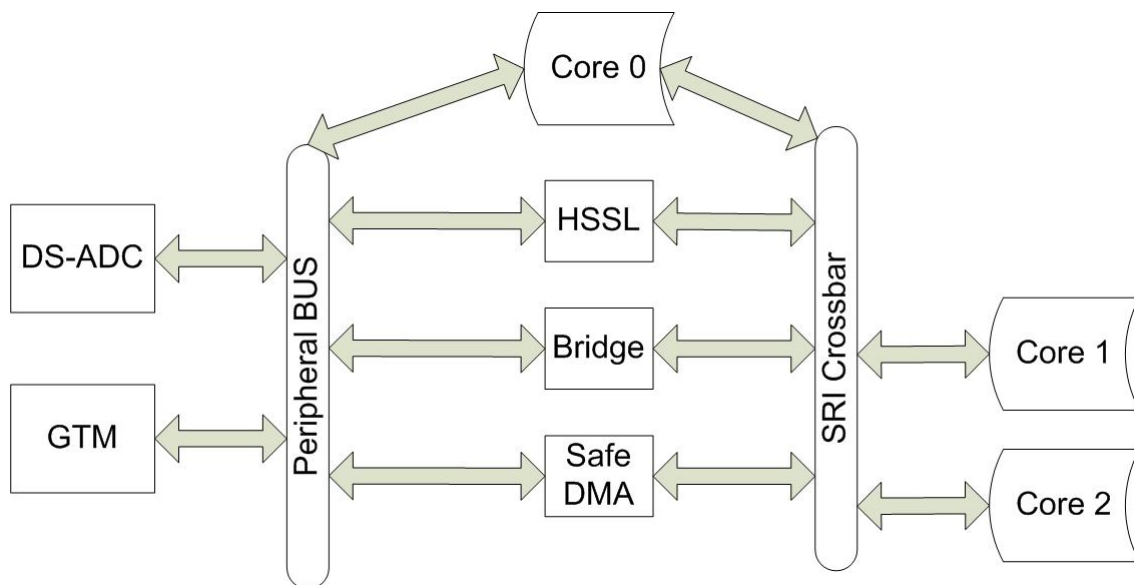 Core 0
DS-ADC
GTM
Peripheral BUS
HSSL
Bridge
Safe
DMA
SRI Crossbar
Core 1
Core 2